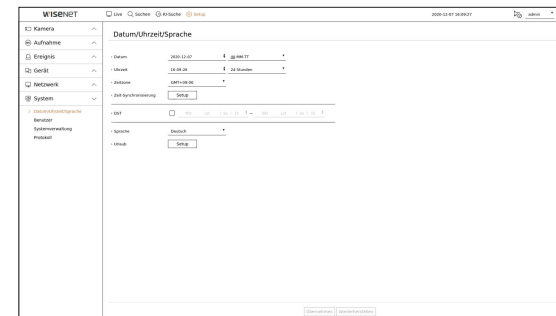 WISENET
Live Suchen AI-Suche Setup
2020-12-07 16:09:27
admin
Kamera
Aufnahme
Ereignis
Gerät
Netzwerk
System
Datum/Uhrzeit/Sprache
Benutzer
Systemverwaltung
Protokoll
Datum/Uhrzeit/Sprache
Datum 2020-12-07 JJJJ-MM-TT
Uhrzeit 16:09:26 24 Stunden
Zeitzone GMT+09:00
Zeit-Synchronisierung Setup
DST
Sprache Deutsch
Urlaub Setup
Übernehmen Wiederherstellen